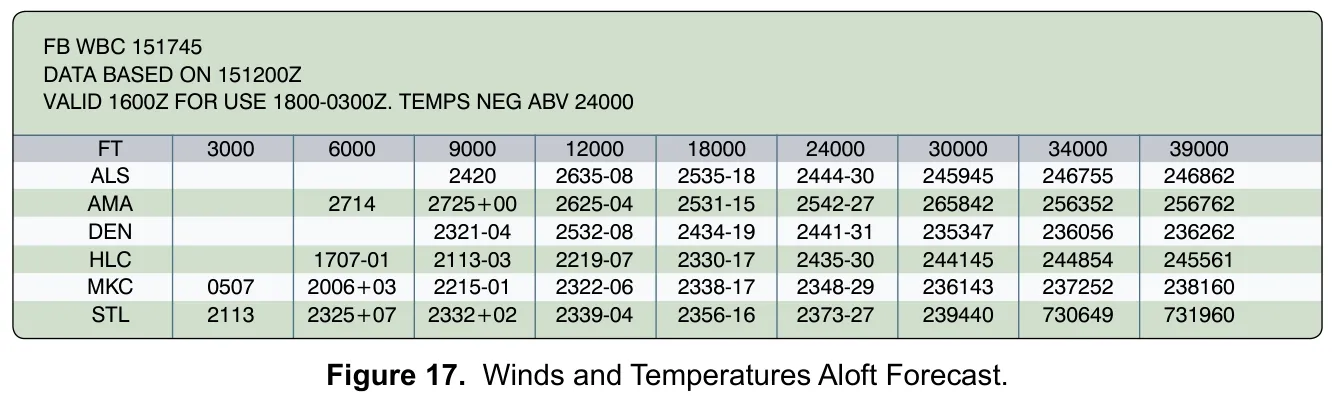 FB WBC 151745
DATA BASED ON 151200Z
VALID 1600Z FOR USE 1800-0300Z. TEMPS NEG ABV 24000
FT 3000 6000 9000 12000 18000 24000 30000 34000 39000
ALS 2420 2635-08 2535-18 2444-30 245945 246755 246862
AMA 2714 2725+00 2625-04 2531-15 2542-27 265842 256352 256762
DEN 2321-04 2532-08 2434-19 2441-31 235347 236056 236262
HLC 1707-01 2113-03 2219-07 2330-17 2435-30 244145 244854 245561
MKC 0507 2006+03 2215-01 2322-06 2338-17 2348-29 236143 237252 238160
STL 2113 2325+07 2332+02 2339-04 2356-16 2373-27 239440 730649 731960
Figure 17. Winds and Temperatures Aloft Forecast.